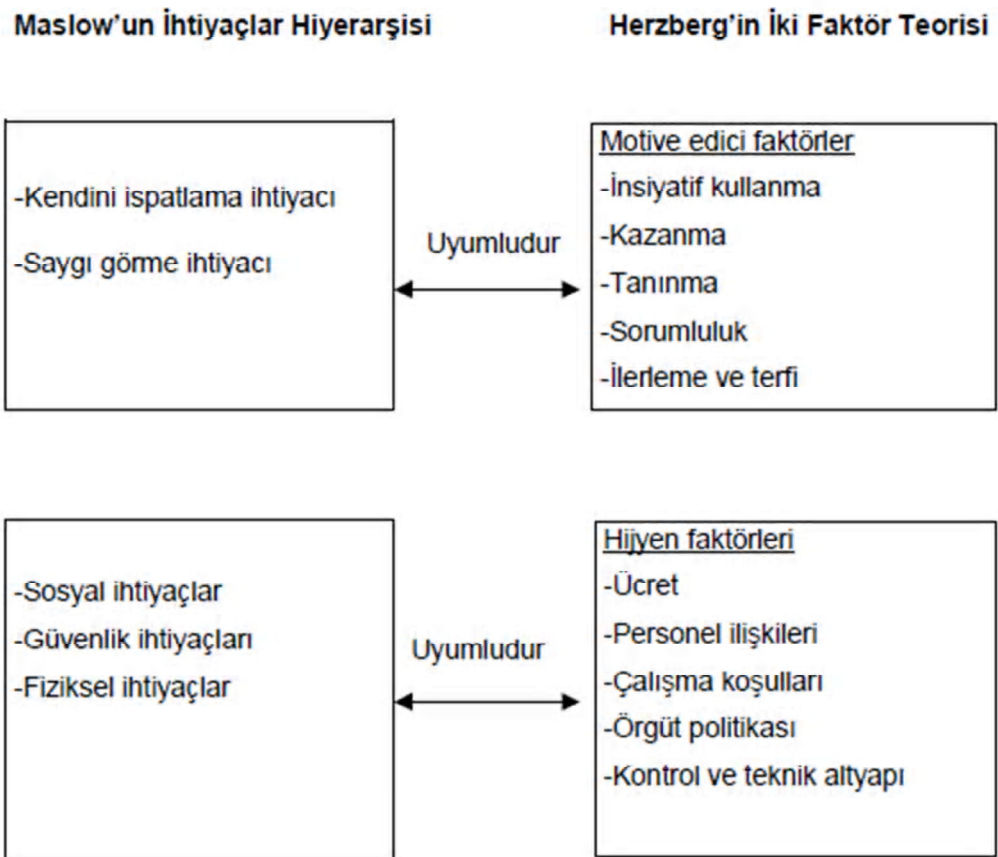 Maslow'un İhtiyaçlar Hiyerarşisi
Herzberg'in İki Faktör Teorisi
-Kendini ispatlama ihtiyacı
-Saygı görme ihtiyacı
Uyumludur
Motive edici faktörler
-İnsiyatif kullanma
-Kazanma
-Tanınma
-Sorumluluk
-İlerleme ve terfi
-Sosyal ihtiyaçlar
-Güvenlik ihtiyaçları
-Fiziksel ihtiyaçlar
Uyumludur
Hijyen faktörleri
-Ücret
-Personel ilişkileri
-Çalışma koşulları
-Örgüt politikası
-Kontrol ve teknik altyapı